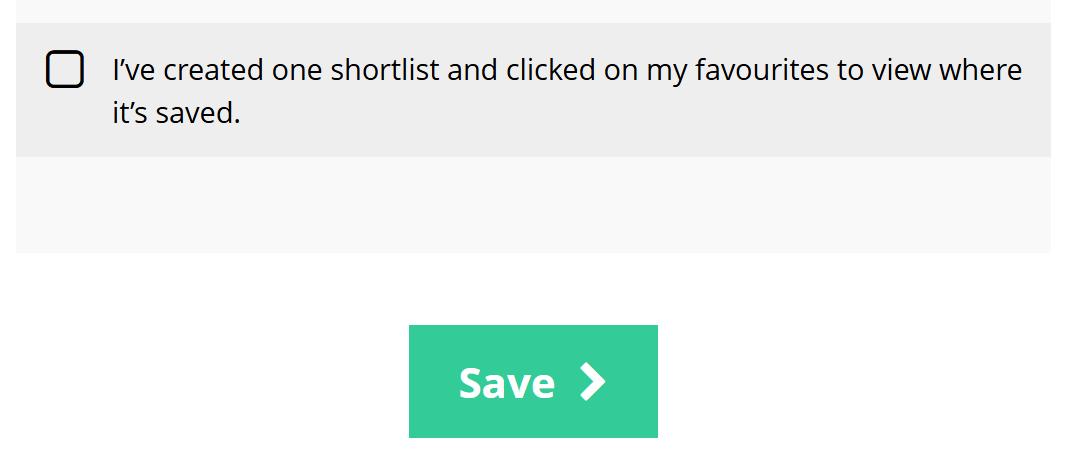 I’ve created one shortlist and clicked on my favourites to view where
it’s saved.
Save